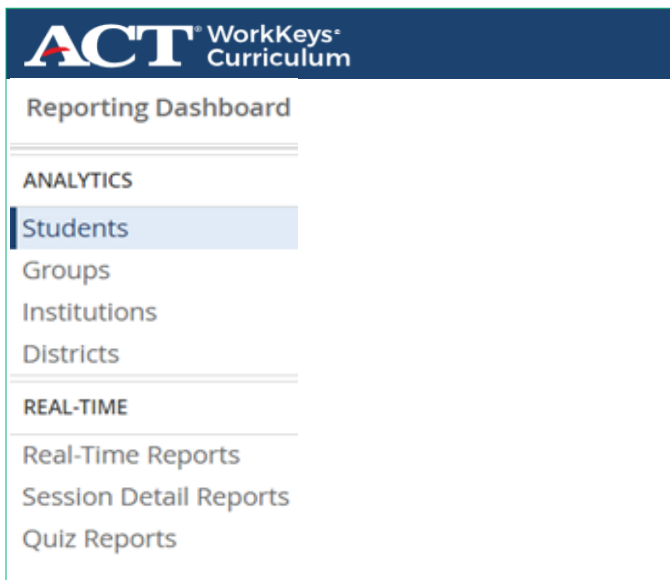 ACT® WorkKeys®
Curriculum
Reporting Dashboard
ANALYTICS
Students
Groups
Institutions
Districts
REAL-TIME
Real-Time Reports
Session Detail Reports
Quiz Reports